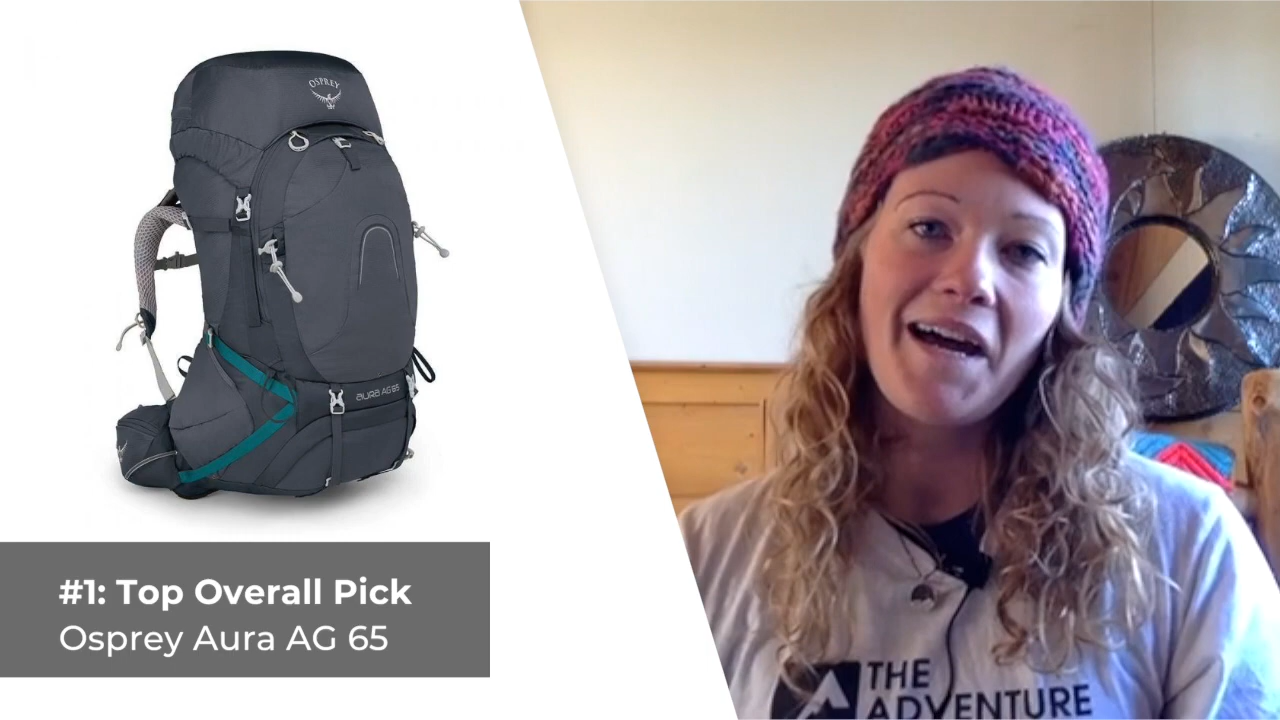 OSPREY
AURA AG 65
#1: Top Overall Pick
Osprey Aura AG 65
THE
ADVENTURE